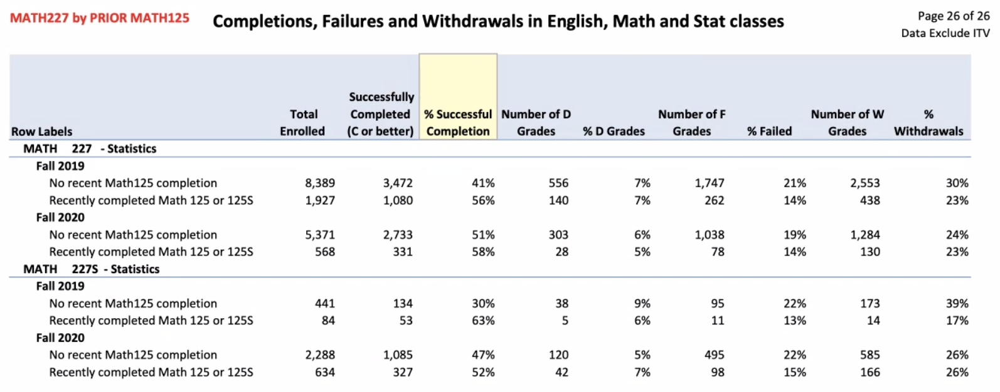 MATH227 by PRIOR MATH125 Completions, Failures and Withdrawals in English, Math and Stat classes Page 26 of 26
Data Exclude ITV
Row Labels Total Enrolled Successfully Completed (C or better) % Successful Completion Number of D Grades % D Grades Number of F Grades % Failed Number of W Grades % Withdrawals
MATH 227 - Statistics
Fall 2019
No recent Math125 completion 8,389 3,472 41% 556 7% 1,747 21% 2,553 30%
Recently completed Math 125 or 125S 1,927 1,080 56% 140 7% 262 14% 438 23%
Fall 2020
No recent Math125 completion 5,371 2,733 51% 303 6% 1,038 19% 1,284 24%
Recently completed Math 125 or 125S 568 331 58% 28 5% 78 14% 130 23%
MATH 227S - Statistics
Fall 2019
No recent Math125 completion 441 134 30% 38 9% 95 22% 173 39%
Recently completed Math 125 or 125S 84 53 63% 5 6% 11 13% 14 17%
Fall 2020
No recent Math125 completion 2,288 1,085 47% 120 5% 495 22% 585 26%
Recently completed Math 125 or 125S 634 327 52% 42 7% 98 15% 166 26%